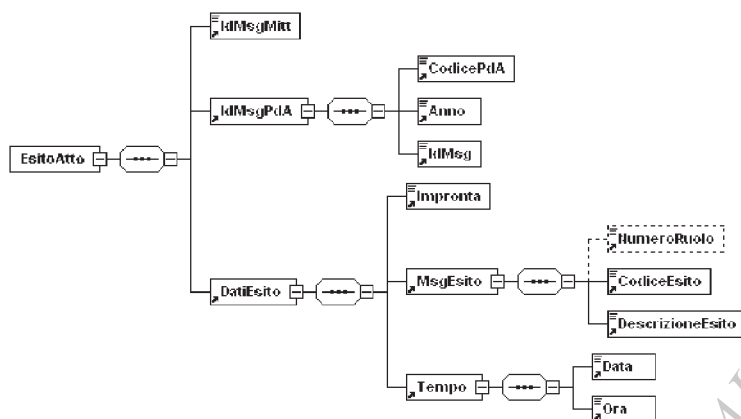 IdMsgMitt
CodicePdA
IdMsgPdA
Anno
IdMsg
EsitoAtto
Impronta
NumeroRuolo
DatiEsito
MsgEsito
CodiceEsito
DescrizioneEsito
Data
Tempo
Ora